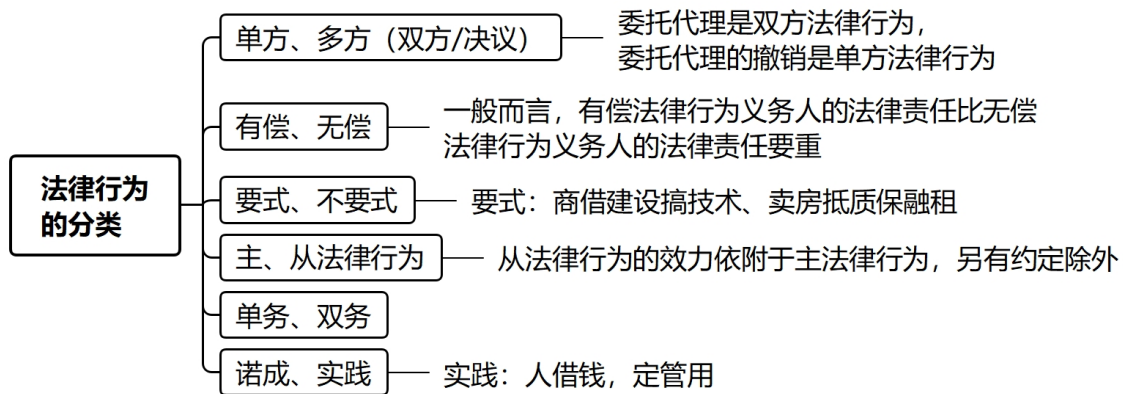 法律行为
的分类
单方、多方（双方/决议）
委托代理是双方法律行为，
委托代理的撤销是单方法律行为
有偿、无偿
一般而言，有偿法律行为义务人的法律责任比无偿
法律行为义务人的法律责任要重
要式、不要式
要式：商借建设搞技术、卖房抵质保融租
主、从法律行为
从法律行为的效力依附于主法律行为，另有约定除外
单务、双务
诺成、实践
实践：人借钱，定管用